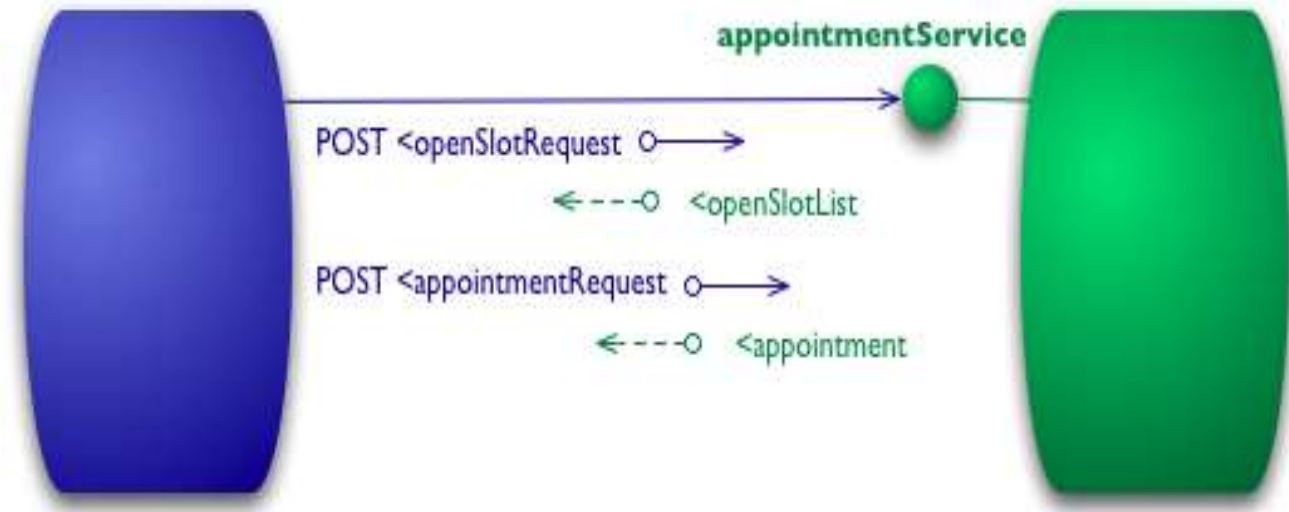 appointmentService
POST <openSlotRequest
<openSlotList
POST <appointmentRequest
<appointment